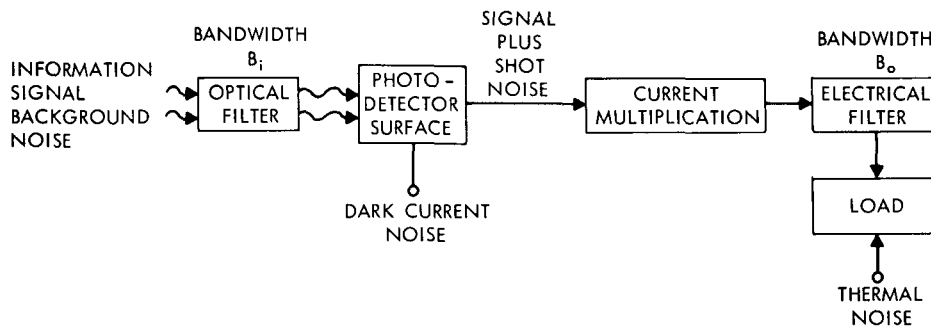 INFORMATION
SIGNAL
BACKGROUND
NOISE
BANDWIDTH
Bi
OPTICAL
FILTER
PHOTO-
DETECTOR
SURFACE
DARK CURRENT
NOISE
SIGNAL
PLUS
SHOT
NOISE
CURRENT
MULTIPLICATION
BANDWIDTH
Bo
ELECTRICAL
FILTER
LOAD
THERMAL
NOISE